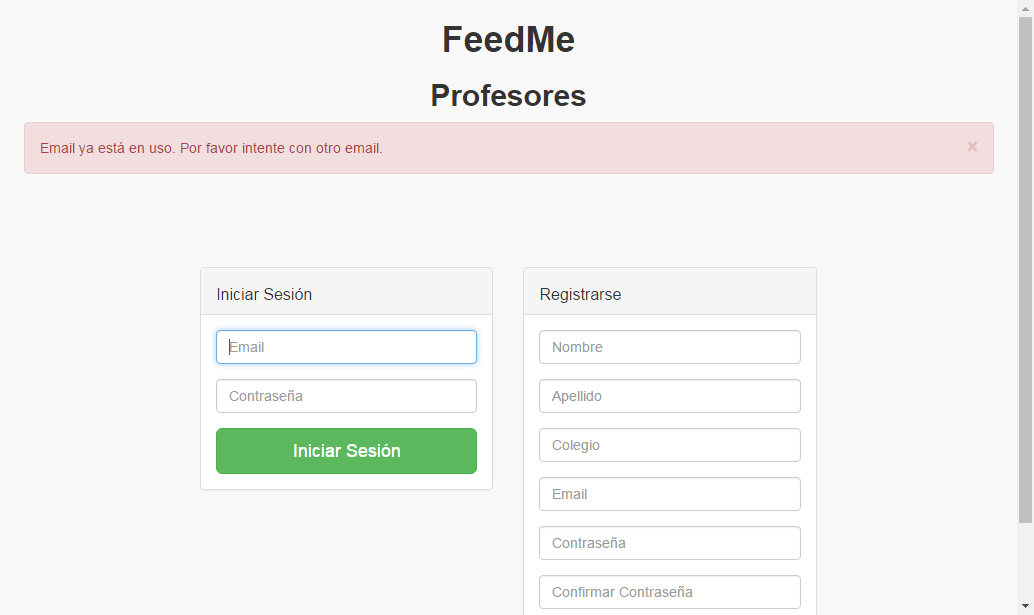 FeedMe
Profesores
Email ya está en uso. Por favor intente con otro email.
×
Iniciar Sesión
Email
Contraseña
Iniciar Sesión
Registrarse
Nombre
Apellido
Colegio
Email
Contraseña
Confirmar Contraseña